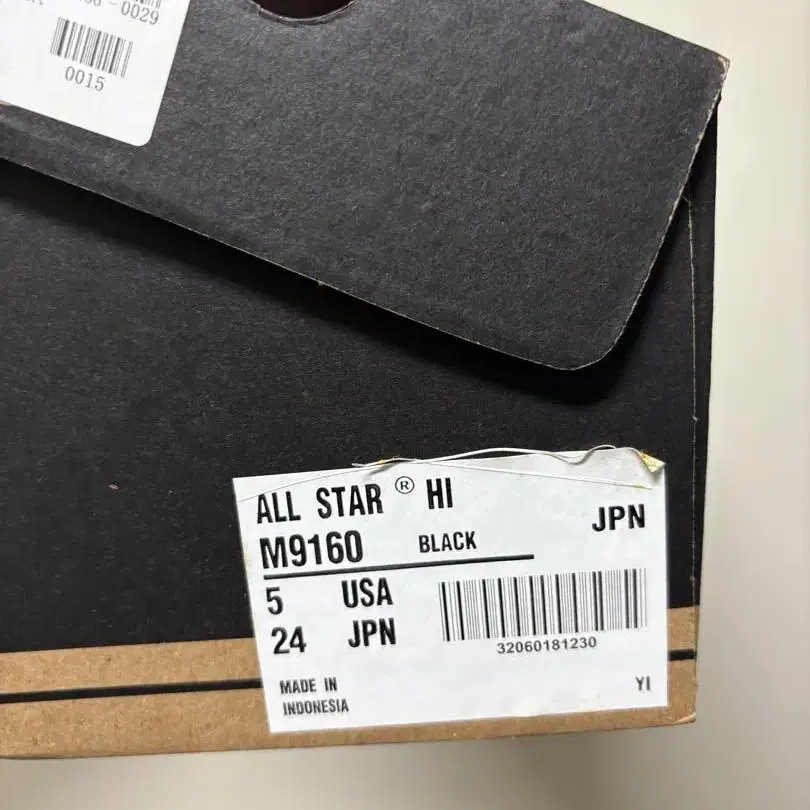 -0029
0015
ALL STAR ® HI
JPN
M9160 BLACK
5 USA
24 JPN
32060181230
MADE IN
INDONESIA
YI